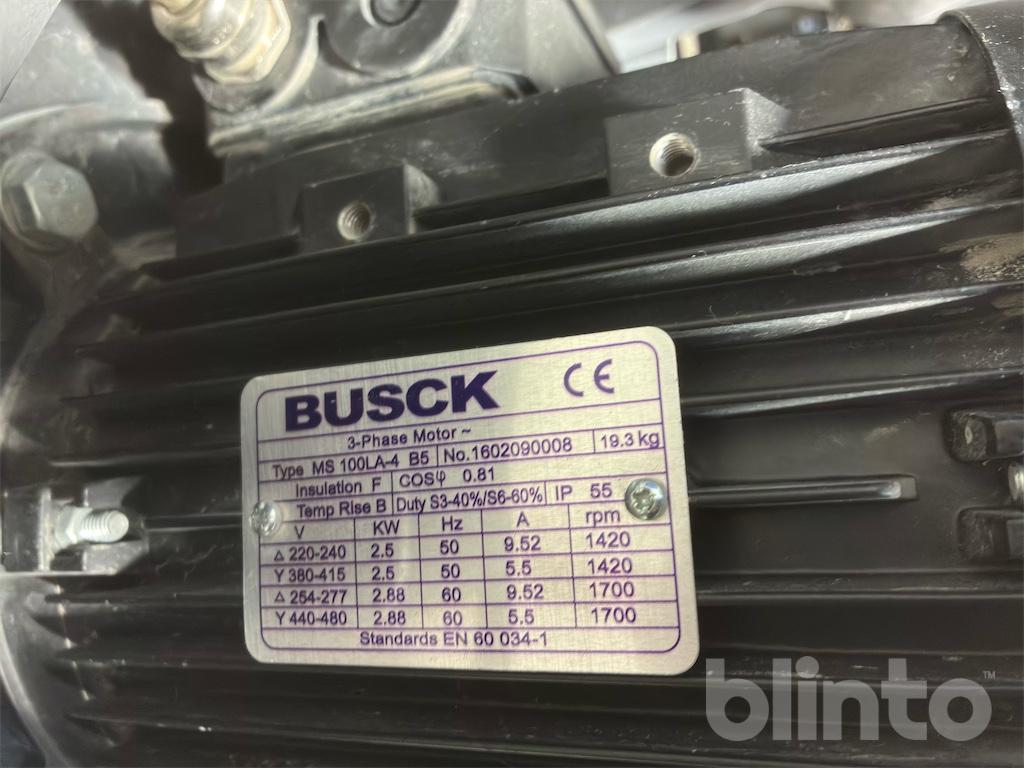 BUSCK CE
3-Phase Motor ~
Type MS 100LA-4 B5 No.1602090008 19.3 kg
Insulation F COSφ 0.81
Temp Rise B Duty S3-40%/S6-60% IP 55
V KW Hz A rpm
Δ 220-240 2.5 50 9.52 1420
Y 380-415 2.5 50 5.5 1420
Δ 254-277 2.88 60 9.52 1700
Y 440-480 2.88 60 5.5 1700
Standards EN 60 034-1
blinto™